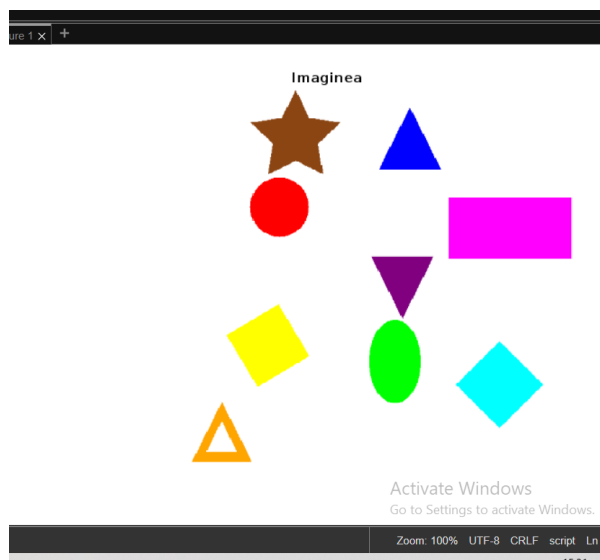 ure 1 × +
Imaginea
Activate Windows
Go to Settings to activate Windows.
Zoom: 100% UTF-8 CRLF script Ln